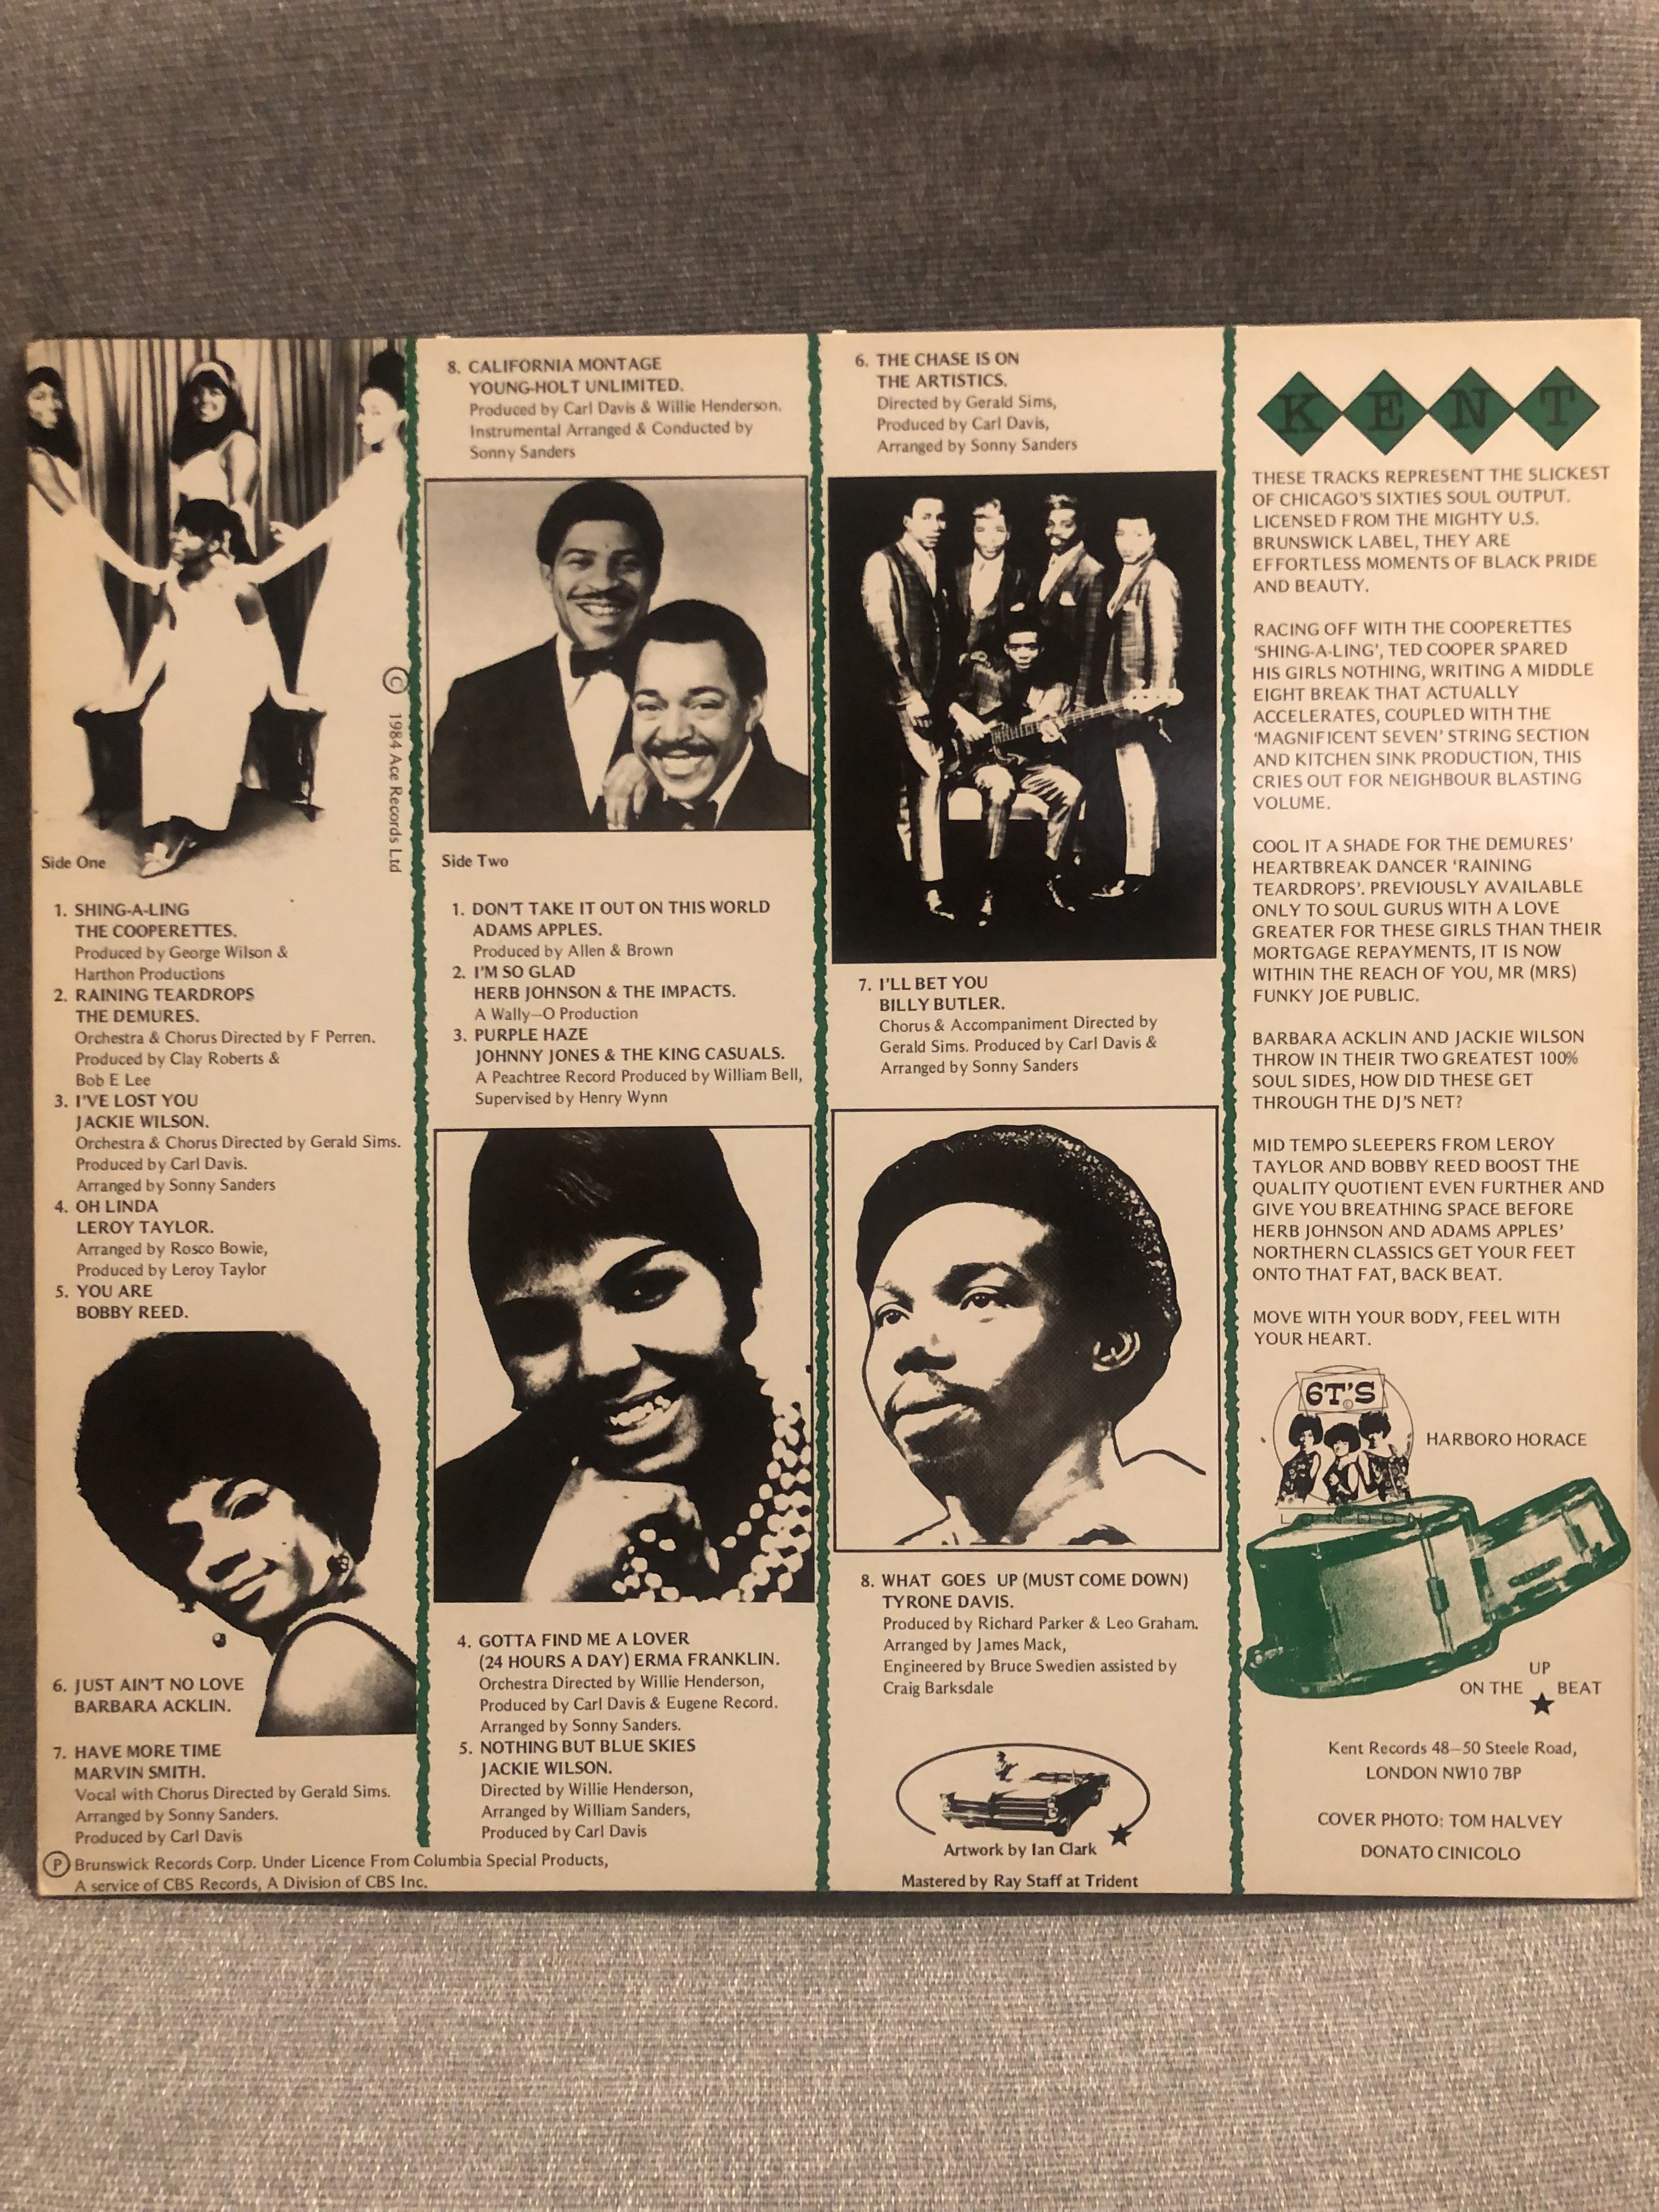 Side One
1. SHING-A-LING
THE COOPERETTES.
Produced by George Wilson &
Harthon Productions
2. RAINING TEARDROPS
THE DEMURES.
Orchestra & Chorus Directed by F Perren.
Produced by Clay Roberts &
Bob E Lee
3. I'VE LOST YOU
JACKIE WILSON.
Orchestra & Chorus Directed by Gerald Sims.
Produced by Carl Davis.
Arranged by Sonny Sanders
4. OH LINDA
LEROY TAYLOR.
Arranged by Rosco Bowie,
Produced by Leroy Taylor
5. YOU ARE
BOBBY REED.
6. JUST AIN'T NO LOVE
BARBARA ACKLIN.
7. HAVE MORE TIME
MARVIN SMITH.
Vocal with Chorus Directed by Gerald Sims.
Arranged by Sonny Sanders.
Produced by Carl Davis
Ⓟ Brunswick Records Corp. Under Licence From Columbia Special Products,
A service of CBS Records, A Division of CBS Inc.
© 1984 Ace Records Ltd
8. CALIFORNIA MONTAGE
YOUNG-HOLT UNLIMITED.
Produced by Carl Davis & Willie Henderson.
Instrumental Arranged & Conducted by
Sonny Sanders
Side Two
1. DON'T TAKE IT OUT ON THIS WORLD
ADAMS APPLES.
Produced by Allen & Brown
2. I'M SO GLAD
HERB JOHNSON & THE IMPACTS.
A Wally—O Production
3. PURPLE HAZE
JOHNNY JONES & THE KING CASUALS.
A Peachtree Record Produced by William Bell,
Supervised by Henry Wynn
4. GOTTA FIND ME A LOVER
(24 HOURS A DAY) ERMA FRANKLIN.
Orchestra Directed by Willie Henderson,
Produced by Carl Davis & Eugene Record.
Arranged by Sonny Sanders.
5. NOTHING BUT BLUE SKIES
JACKIE WILSON.
Directed by Willie Henderson,
Arranged by William Sanders,
Produced by Carl Davis
6. THE CHASE IS ON
THE ARTISTICS.
Directed by Gerald Sims,
Produced by Carl Davis,
Arranged by Sonny Sanders
7. I'LL BET YOU
BILLY BUTLER.
Chorus & Accompaniment Directed by
Gerald Sims. Produced by Carl Davis &
Arranged by Sonny Sanders
8. WHAT GOES UP (MUST COME DOWN)
TYRONE DAVIS.
Produced by Richard Parker & Leo Graham.
Arranged by James Mack,
Engineered by Bruce Swedien assisted by
Craig Barksdale
Artwork by Ian Clark
Mastered by Ray Staff at Trident
KENT
THESE TRACKS REPRESENT THE SLICKEST
OF CHICAGO'S SIXTIES SOUL OUTPUT.
LICENSED FROM THE MIGHTY U.S.
BRUNSWICK LABEL, THEY ARE
EFFORTLESS MOMENTS OF BLACK PRIDE
AND BEAUTY.
RACING OFF WITH THE COOPERETTES
'SHING-A-LING', TED COOPER SPARED
HIS GIRLS NOTHING, WRITING A MIDDLE
EIGHT BREAK THAT ACTUALLY
ACCELERATES, COUPLED WITH THE
'MAGNIFICENT SEVEN' STRING SECTION
AND KITCHEN SINK PRODUCTION, THIS
CRIES OUT FOR NEIGHBOUR BLASTING
VOLUME.
COOL IT A SHADE FOR THE DEMURES'
HEARTBREAK DANCER 'RAINING
TEARDROPS'. PREVIOUSLY AVAILABLE
ONLY TO SOUL GURUS WITH A LOVE
GREATER FOR THESE GIRLS THAN THEIR
MORTGAGE REPAYMENTS, IT IS NOW
WITHIN THE REACH OF YOU, MR (MRS)
FUNKY JOE PUBLIC.
BARBARA ACKLIN AND JACKIE WILSON
THROW IN THEIR TWO GREATEST 100%
SOUL SIDES, HOW DID THESE GET
THROUGH THE DJ'S NET?
MID TEMPO SLEEPERS FROM LEROY
TAYLOR AND BOBBY REED BOOST THE
QUALITY QUOTIENT EVEN FURTHER AND
GIVE YOU BREATHING SPACE BEFORE
HERB JOHNSON AND ADAMS APPLES'
NORTHERN CLASSICS GET YOUR FEET
ONTO THAT FAT, BACK BEAT.
MOVE WITH YOUR BODY, FEEL WITH
YOUR HEART.
6T'S
LONDON
HARBORO HORACE
UP
ON THE ★ BEAT
Kent Records 48—50 Steele Road,
LONDON NW10 7BP
COVER PHOTO: TOM HALVEY
DONATO CINICOLO